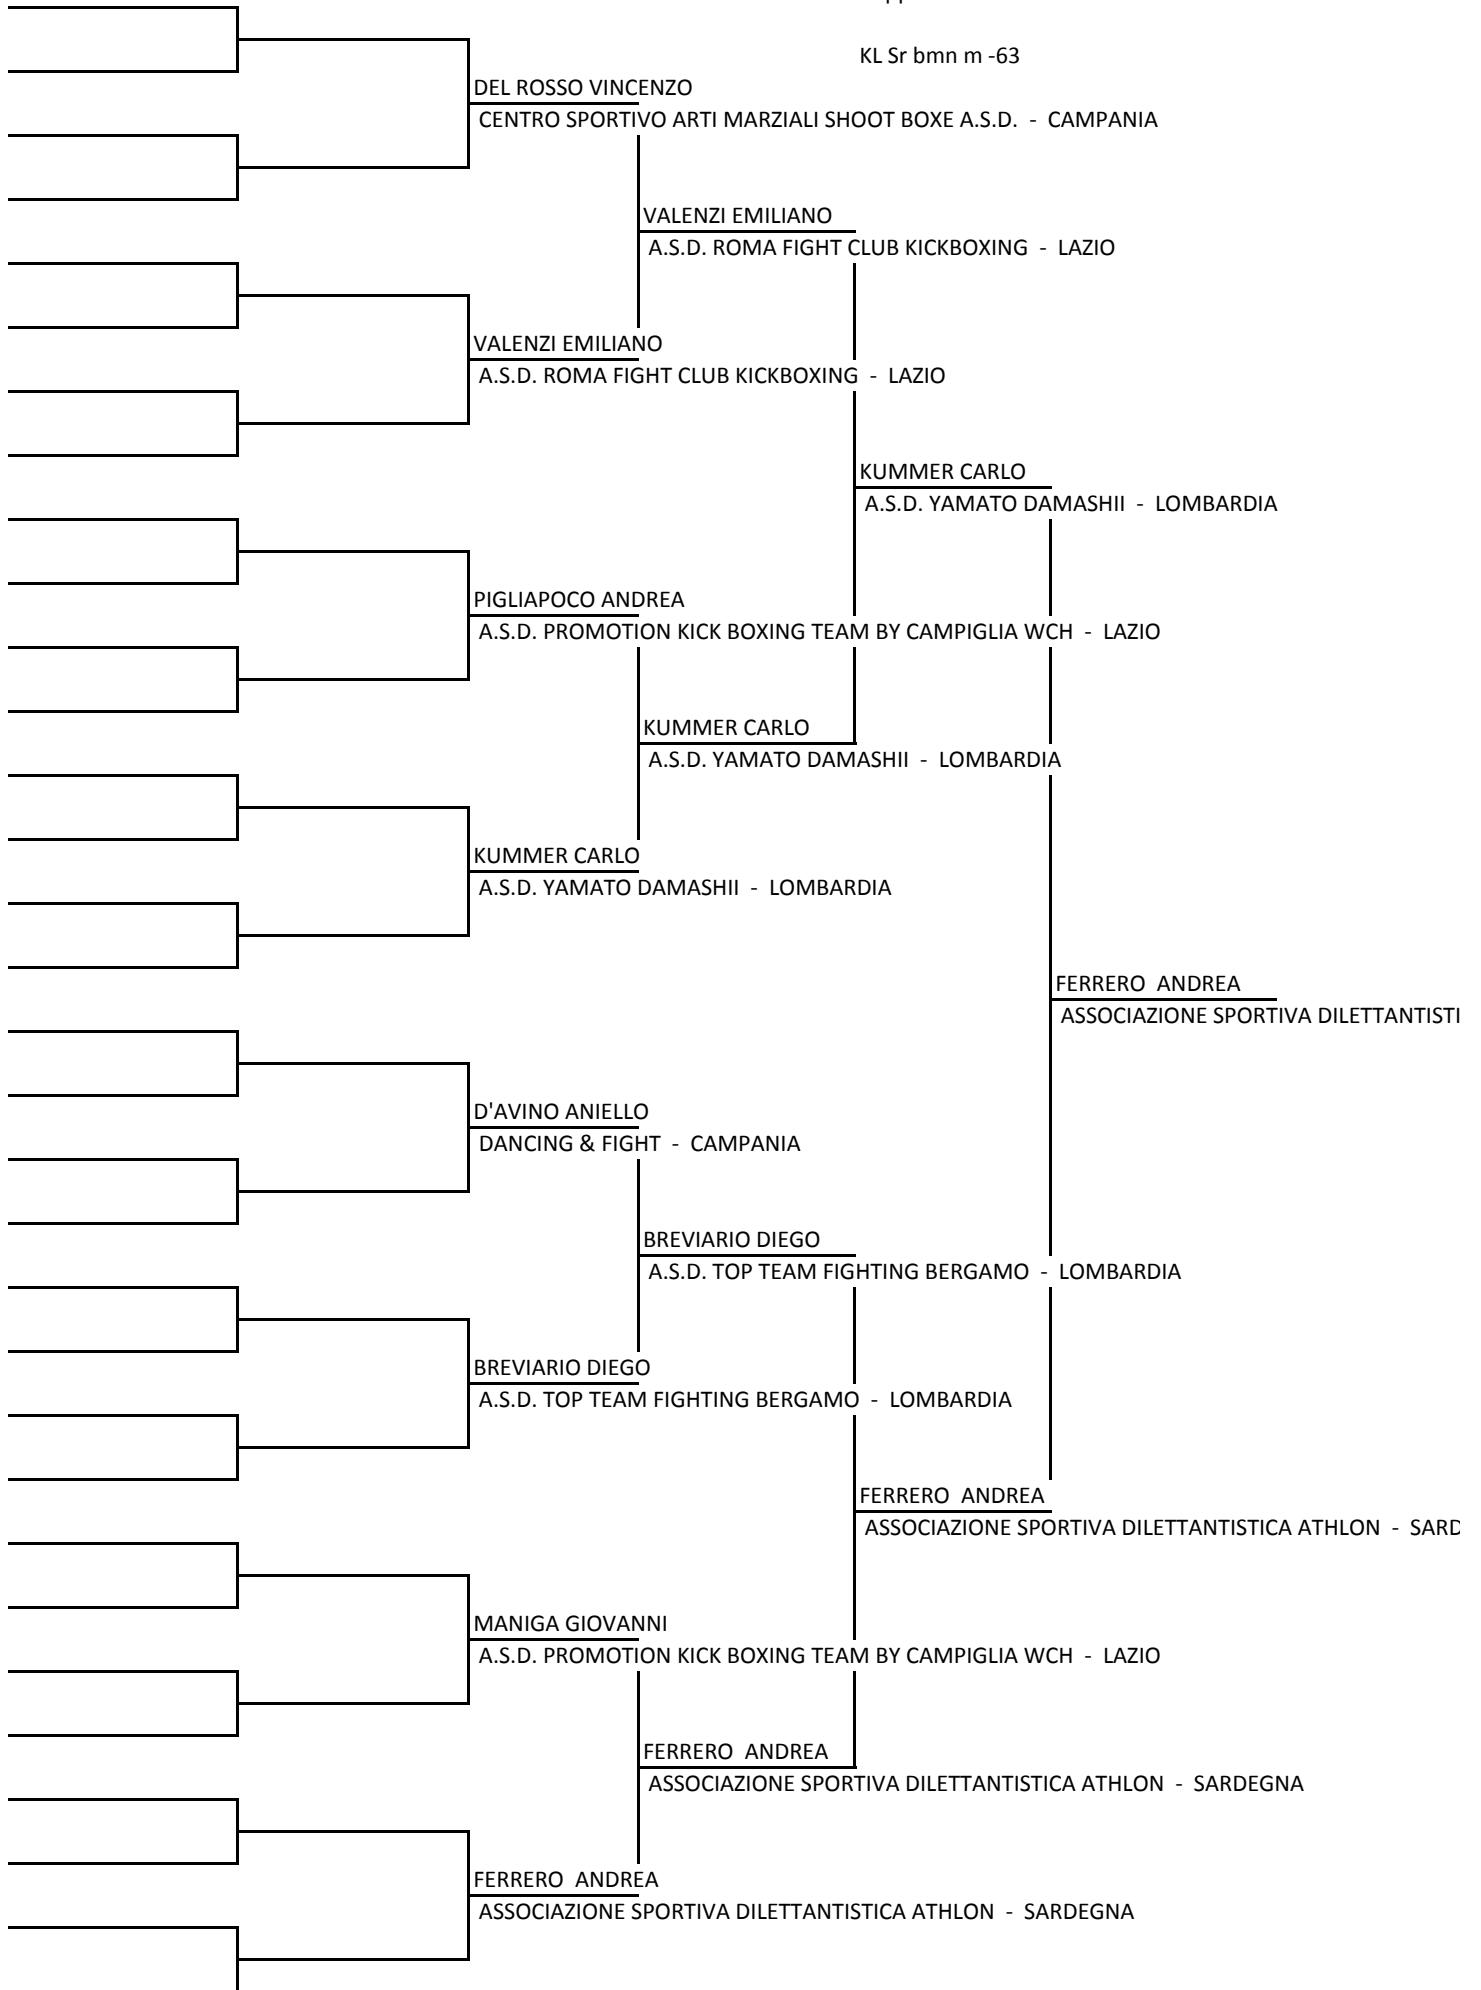 KL Sr bmn m -63
DEL ROSSO VINCENZO
CENTRO SPORTIVO ARTI MARZIALI SHOOT BOXE A.S.D. - CAMPANIA
VALENZI EMILIANO
A.S.D. ROMA FIGHT CLUB KICKBOXING - LAZIO
VALENZI EMILIANO
A.S.D. ROMA FIGHT CLUB KICKBOXING - LAZIO
KUMMER CARLO
A.S.D. YAMATO DAMASHII - LOMBARDIA
PIGLIAPOCO ANDREA
A.S.D. PROMOTION KICK BOXING TEAM BY CAMPIGLIA WCH - LAZIO
KUMMER CARLO
A.S.D. YAMATO DAMASHII - LOMBARDIA
KUMMER CARLO
A.S.D. YAMATO DAMASHII - LOMBARDIA
FERRERO ANDREA
ASSOCIAZIONE SPORTIVA DILETTANTISTI
D'AVINO ANIELLO
DANCING & FIGHT - CAMPANIA
BREVIARIO DIEGO
A.S.D. TOP TEAM FIGHTING BERGAMO - LOMBARDIA
BREVIARIO DIEGO
A.S.D. TOP TEAM FIGHTING BERGAMO - LOMBARDIA
FERRERO ANDREA
ASSOCIAZIONE SPORTIVA DILETTANTISTICA ATHLON - SARD
MANIGA GIOVANNI
A.S.D. PROMOTION KICK BOXING TEAM BY CAMPIGLIA WCH - LAZIO
FERRERO ANDREA
ASSOCIAZIONE SPORTIVA DILETTANTISTICA ATHLON - SARDEGNA
FERRERO ANDREA
ASSOCIAZIONE SPORTIVA DILETTANTISTICA ATHLON - SARDEGNA